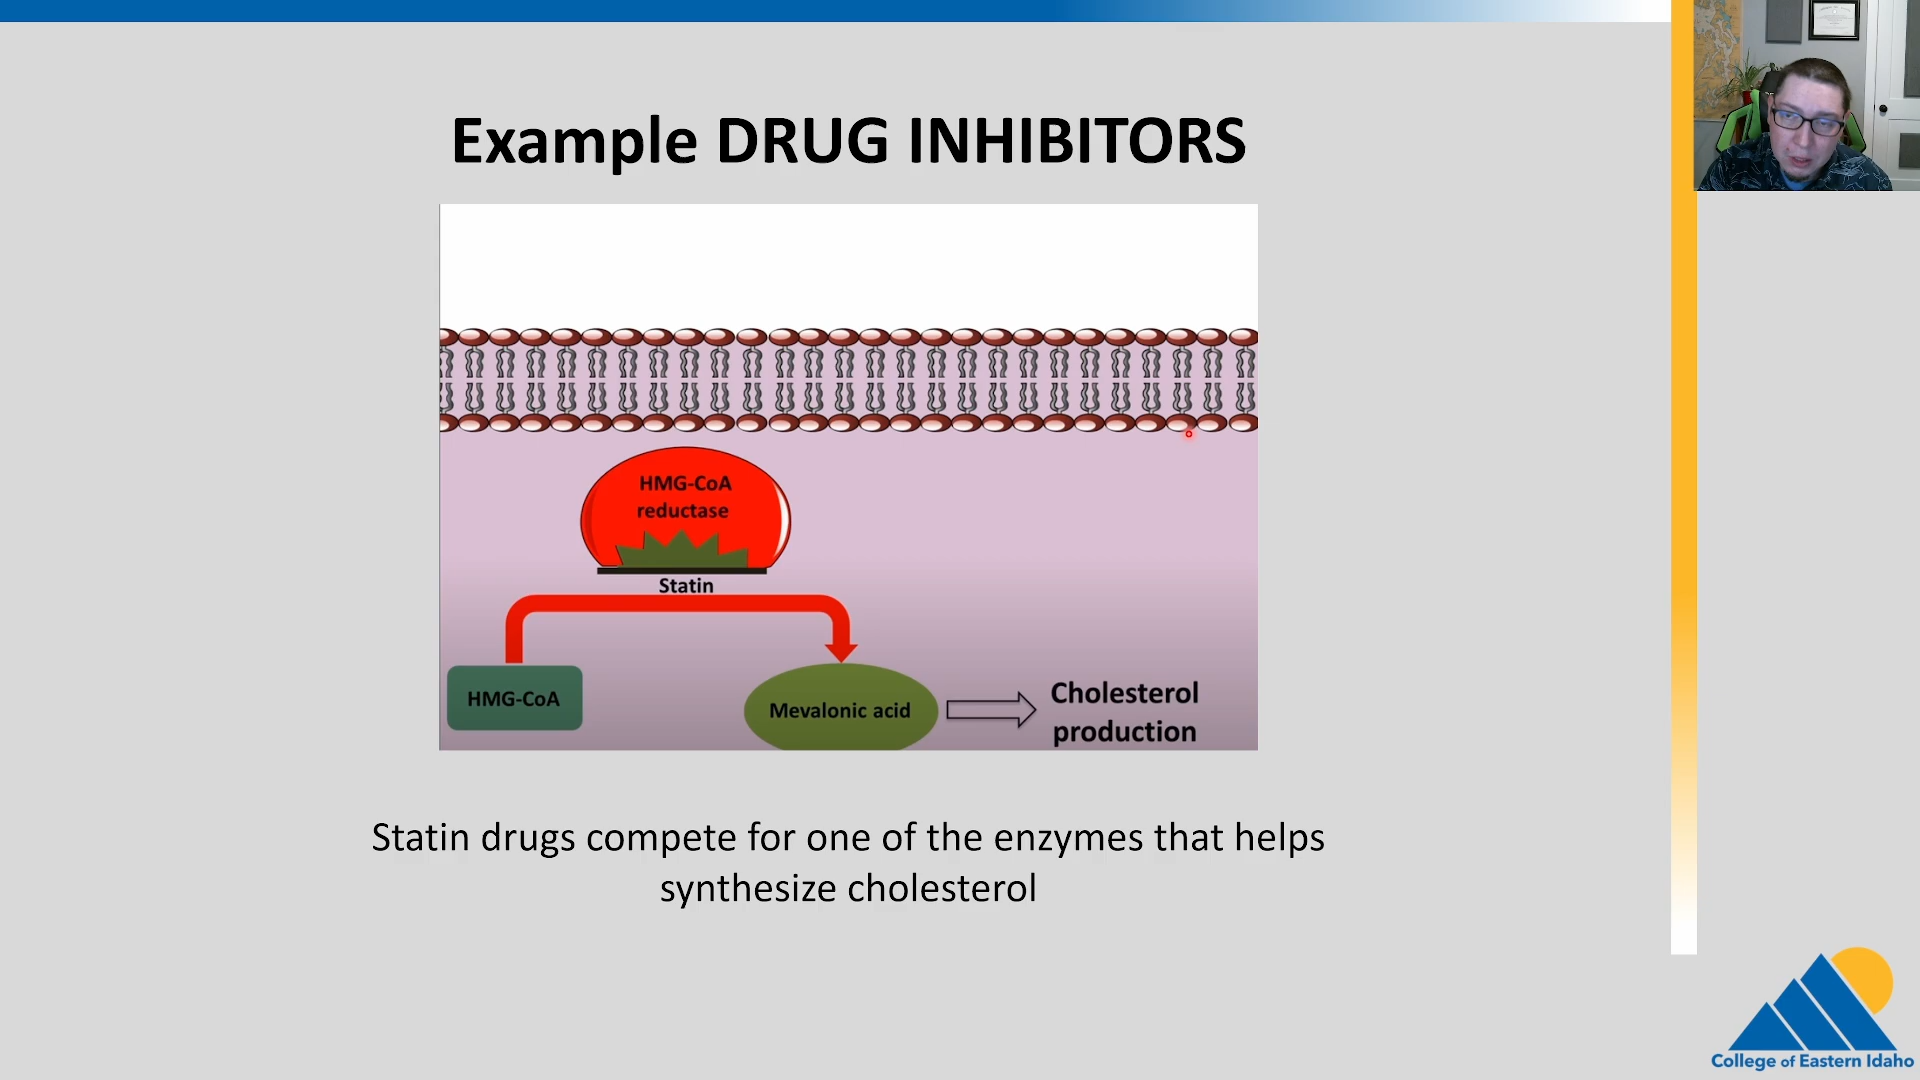 Example DRUG INHIBITORS
HMG-CoA
reductase
Statin
HMG-CoA
Mevalonic acid
Cholesterol
production
Statin drugs compete for one of the enzymes that helps
synthesize cholesterol
College of Eastern Idaho